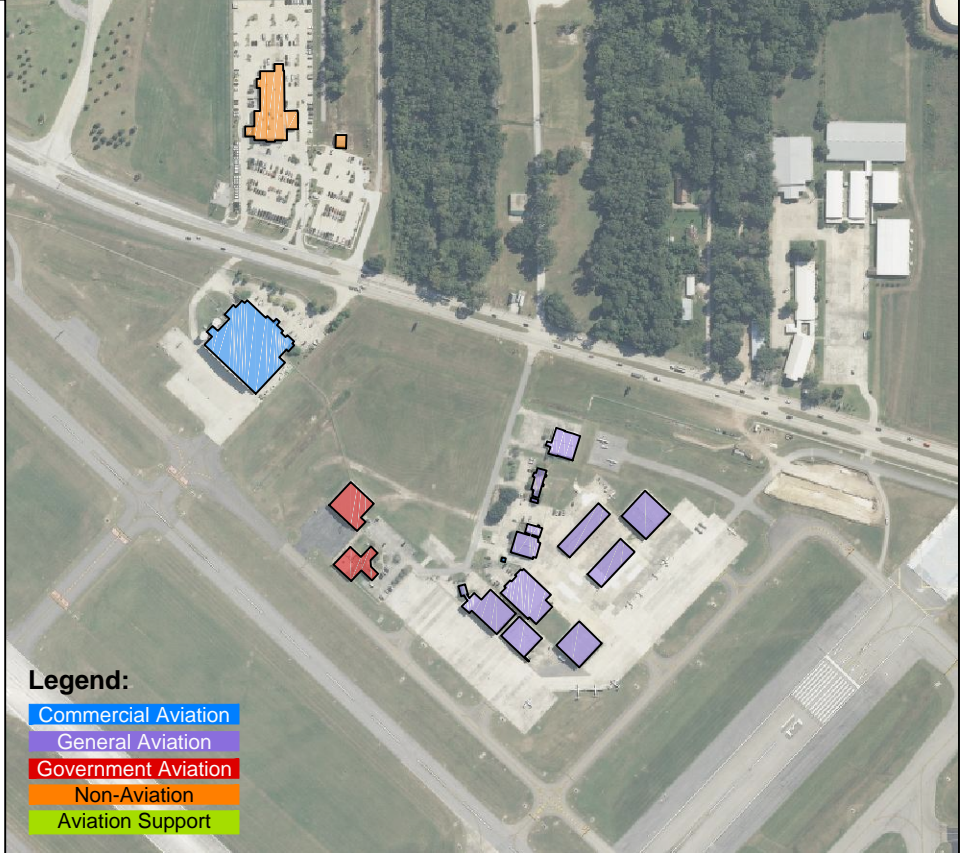 Legend:
Commercial Aviation
General Aviation
Government Aviation
Non-Aviation
Aviation Support